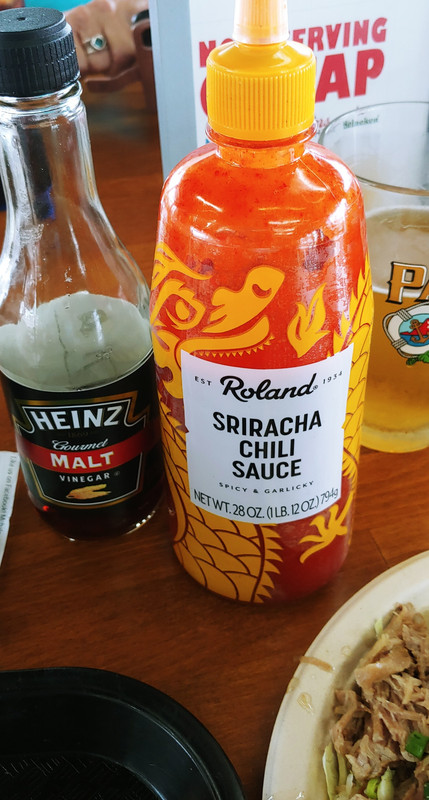 SERVING
Heineken
HEINZ
Gourmet
MALT
VINEGAR
EST Roland® 1934
SRIRACHA
CHILI
SAUCE
SPICY & GARLICKY
NET WT. 28 OZ. (1 LB. 12 OZ.) 794g